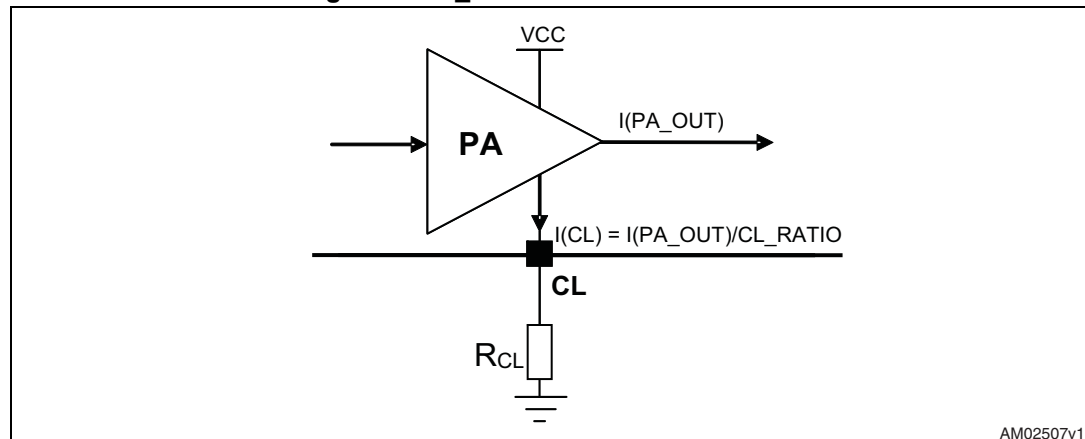 VCC
I(PA_OUT)
PA
I(CL) = I(PA_OUT)/CL_RATIO
CL
RCL
AM02507v1